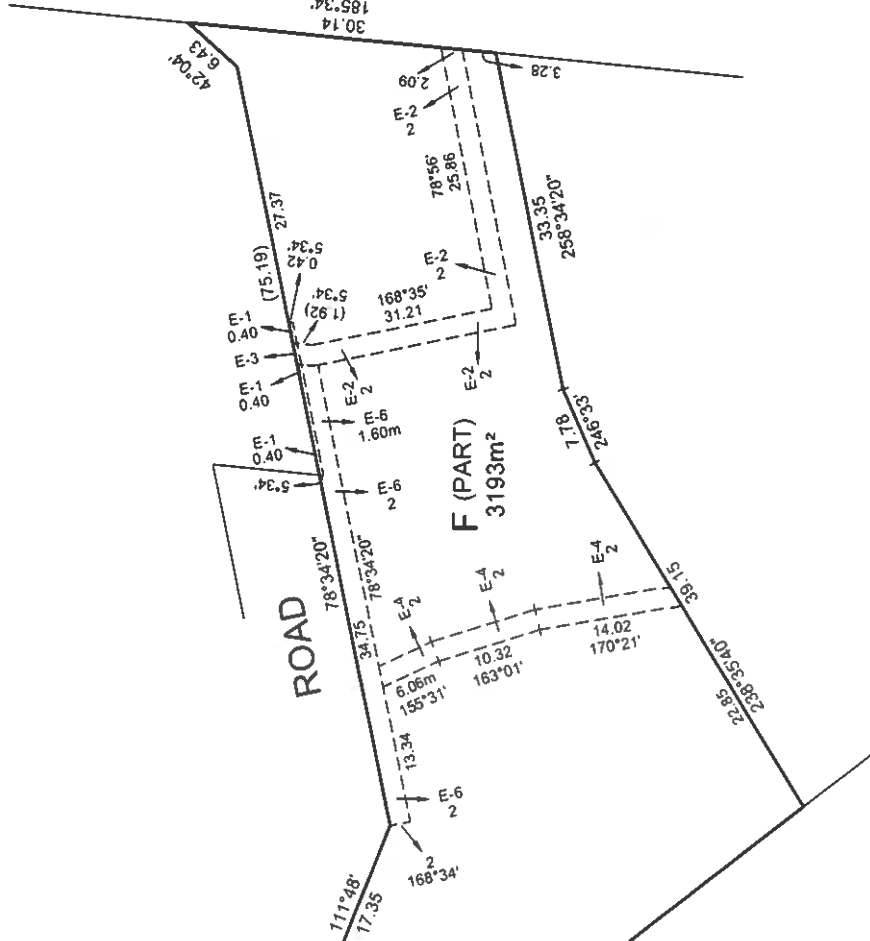 185°34'
30.14
42°04'
6.43
3.28
2.09
E-2
2
78°56'
25.86
27.37
(75.19)
33.35
258°34'20"
5°34'
0.42
E-2
2
5°34'
(1.92)
168°35'
31.21
E-1
0.40
E-3
E-1
0.40
E-2
2
E-2
2
E-6
1.60m
E-1
0.40
5°34'
E-6
2
7.78
246°33'
F (PART)
3193m²
78°34'20"
78°34'20"
34.75
ROAD
E-4
2
E-4
2
E-4
2
39.15
6.06m
155°31'
10.32
163°01'
14.02
170°21'
22.85
238°35'40"
13.34
E-6
2
2
168°34'
111°48'
17.35